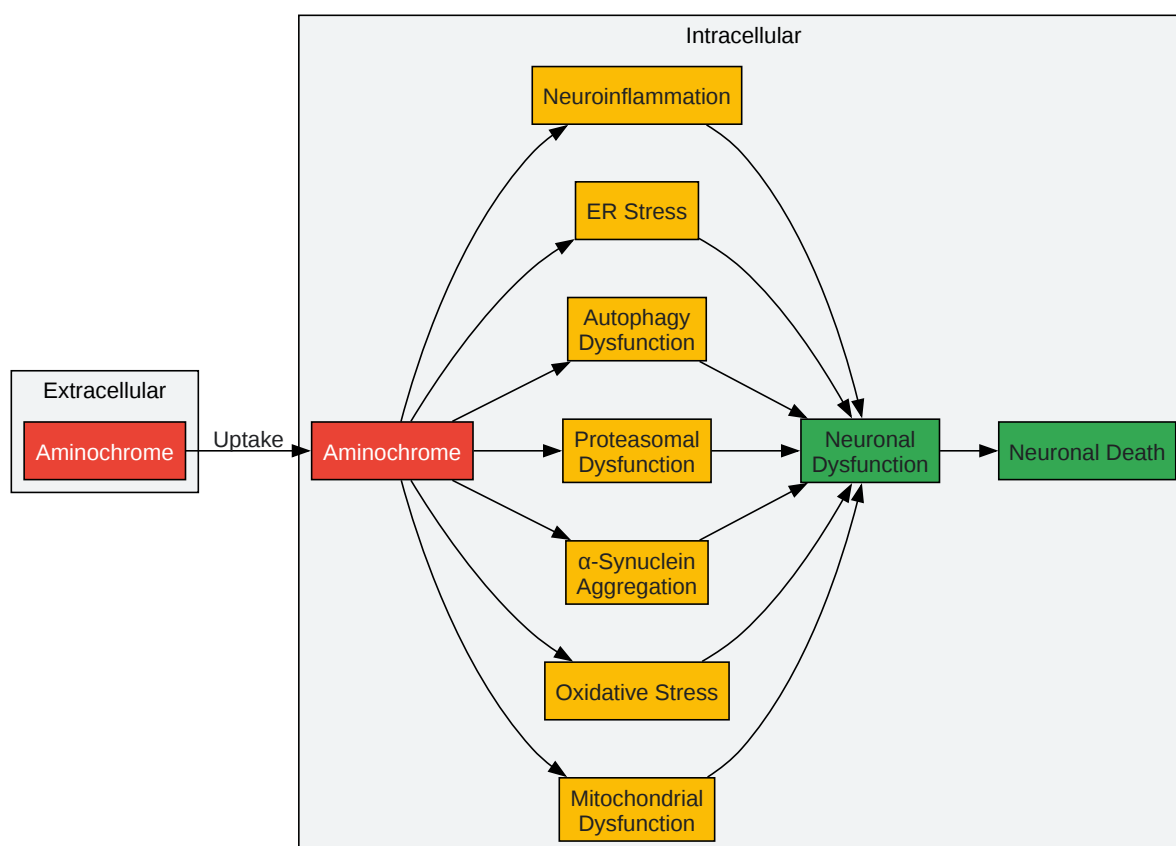 Intracellular
Neuroinflammation
ER Stress
Autophagy
Dysfunction
Extracellular
Aminochrome
Uptake
Aminochrome
Proteasomal
Dysfunction
Neuronal
Dysfunction
Neuronal Death
α-Synuclein
Aggregation
Oxidative Stress
Mitochondrial
Dysfunction